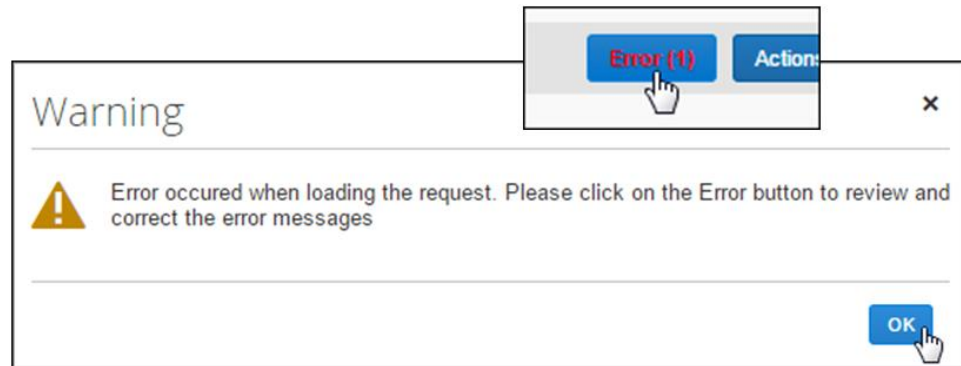 Error (1)
Action
Warning
×
Error occured when loading the request. Please click on the Error button to review and
correct the error messages
OK